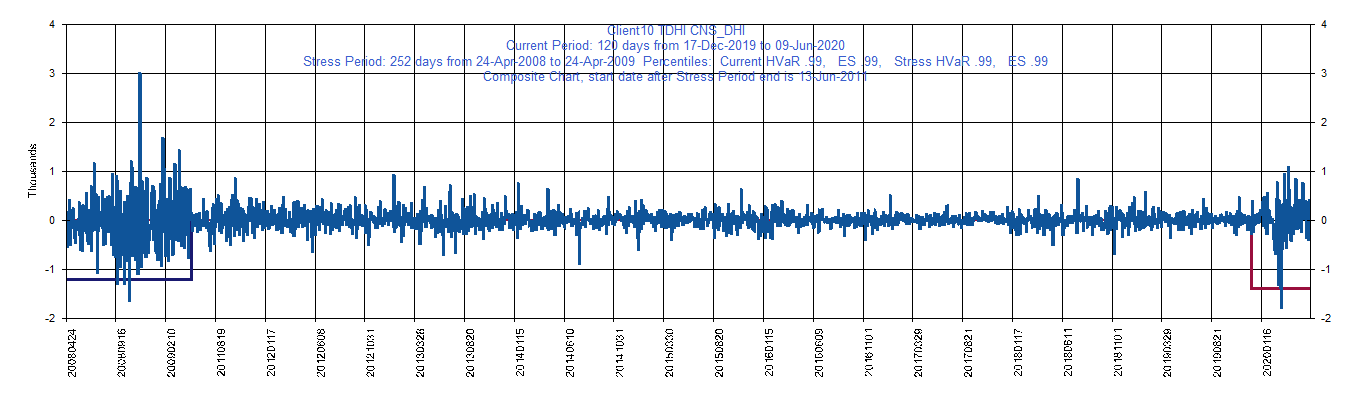 Client10 TDHI CNS_DHI
Current Period: 120 days from 17-Dec-2019 to 09-Jun-2020
Stress Period: 252 days from 24-Apr-2008 to 24-Apr-2009 Percentiles: Current HVaR .99, ES .99, Stress HVaR .99, ES .99
Composite Chart, start date after Stress Period end is 13-Jun-2011
Thousands
4 4
3 3
2 2
1 1
0 0
-1 -1
-2 -2
20080424 20080916 20090210 20110819 20120117 20120608 20121031 20130328 20130820 20140115 20140610 20141031 20150330 20150820 20160115 20160609 20161101 20170329 20170821 20180117 20180611 20181101 20190329 20190821 20200116